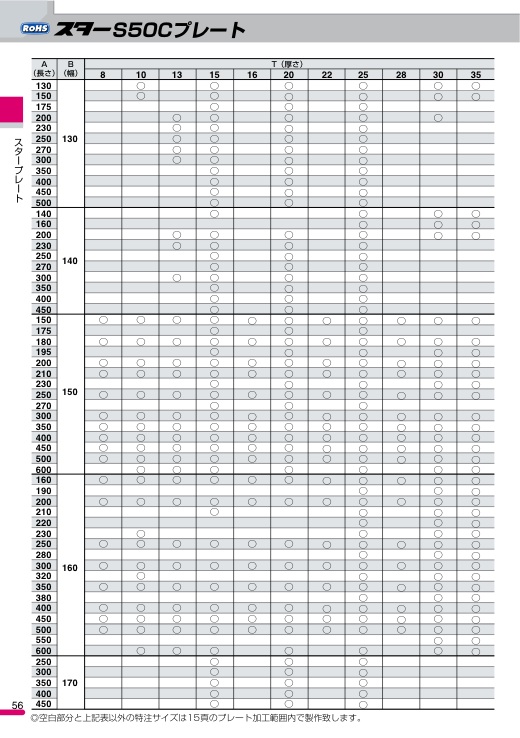 RoHS スターS50Cプレート
A（長さ） B（幅） T（厚さ）
8 10 13 15 16 20 22 25 28 30 35
130 ○ ○ ○ ○ ○ ○
150 ○ ○ ○ ○ ○ ○
175 ○ ○ ○
200 ○ ○ ○ ○ ○
230 ○ ○ ○ ○
250 130 ○ ○ ○ ○
270 ○ ○ ○ ○
300 ○ ○ ○ ○
350 ○ ○ ○
400 ○ ○ ○
450 ○ ○ ○
500 ○ ○ ○
140 ○ ○ ○ ○
160 ○ ○ ○
200 ○ ○ ○ ○ ○ ○
230 ○ ○ ○ ○
250 140 ○ ○ ○
270 ○ ○ ○
300 ○ ○ ○ ○
350 ○ ○ ○
400 ○ ○ ○
450 ○ ○ ○
150 ○ ○ ○ ○ ○ ○ ○ ○ ○ ○ ○
175 ○ ○ ○
180 ○ ○ ○ ○ ○ ○ ○ ○ ○ ○ ○
195 ○ ○ ○ ○ ○
200 ○ ○ ○ ○ ○ ○ ○ ○ ○ ○ ○
210 ○ ○ ○ ○ ○ ○ ○ ○ ○ ○ ○
230 ○ ○ ○ ○ ○
250 150 ○ ○ ○ ○ ○ ○ ○ ○ ○ ○ ○
270 ○ ○ ○
300 ○ ○ ○ ○ ○ ○ ○ ○ ○ ○ ○
350 ○ ○ ○ ○ ○ ○ ○ ○ ○ ○ ○
400 ○ ○ ○ ○ ○ ○ ○ ○ ○ ○ ○
450 ○ ○ ○ ○ ○ ○ ○ ○ ○ ○ ○
500 ○ ○ ○ ○ ○ ○ ○ ○ ○ ○ ○
600 ○ ○ ○ ○ ○ ○ ○
160 ○ ○ ○ ○ ○ ○ ○ ○ ○ ○ ○
190 ○ ○ ○
200 ○ ○ ○ ○ ○ ○ ○ ○ ○ ○ ○
210 ○ ○ ○ ○
220 ○ ○ ○
230 ○ ○ ○ ○
250 ○ ○ ○ ○ ○ ○ ○ ○ ○ ○ ○
280 ○ ○ ○
300 160 ○ ○ ○ ○ ○ ○ ○ ○ ○ ○ ○
320 ○ ○ ○ ○
350 ○ ○ ○ ○ ○ ○ ○ ○ ○ ○ ○
380 ○ ○ ○
400 ○ ○ ○ ○ ○ ○ ○ ○ ○ ○ ○
450 ○ ○ ○ ○ ○ ○ ○ ○ ○ ○ ○
500 ○ ○ ○ ○ ○ ○ ○ ○ ○ ○ ○
550 ○ ○
600 ○ ○ ○ ○ ○ ○ ○
250 ○ ○ ○
300 ○ ○ ○
350 170 ○ ○ ○
400 ○ ○ ○
450 ○ ○ ○
スタープレート
56
◎空白部分と上記表以外の特注サイズは15頁のプレート加工範囲内で製作致します。